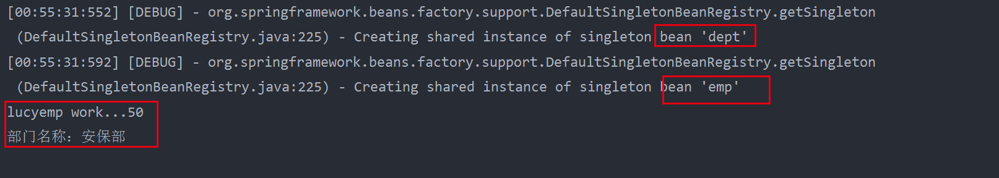 [00:55:31:552] [DEBUG] - org.springframework.beans.factory.support.DefaultSingletonBeanRegistry.getSingleton
(DefaultSingletonBeanRegistry.java:225) - Creating shared instance of singleton bean 'dept'
[00:55:31:592] [DEBUG] - org.springframework.beans.factory.support.DefaultSingletonBeanRegistry.getSingleton
(DefaultSingletonBeanRegistry.java:225) - Creating shared instance of singleton bean 'emp'
lucyemp work...50
部门名称：安保部